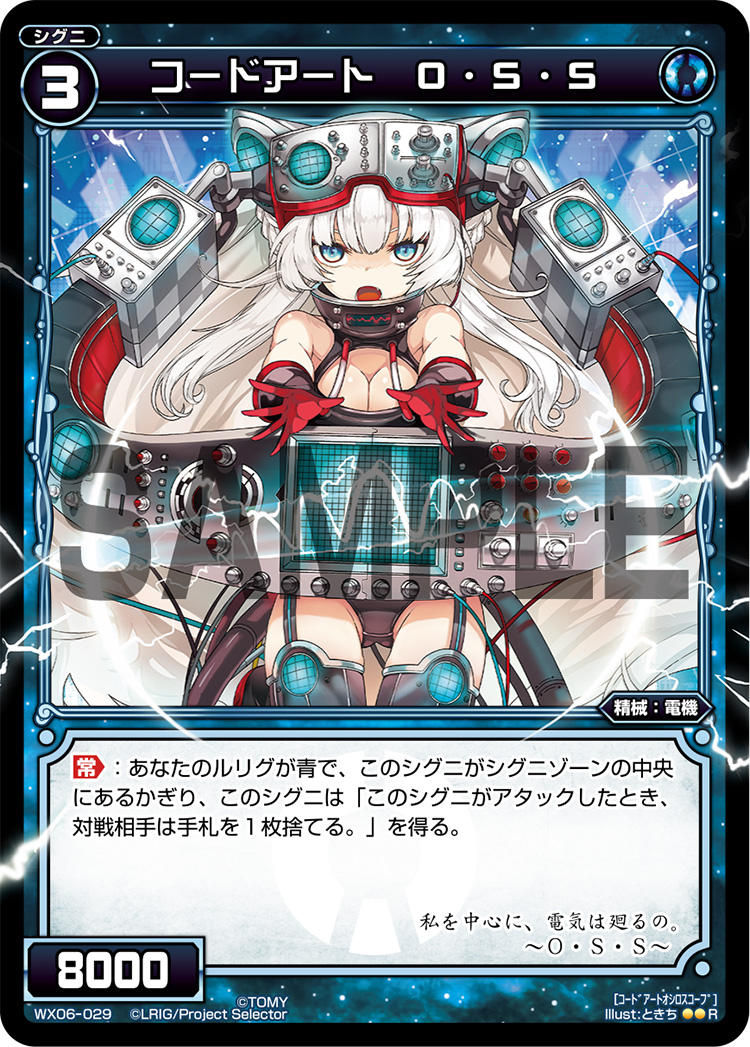 シグニ
3
コードアート O・S・S
SAMPLE
精械：電機
常：あなたのルリグが青で、このシグニがシグニゾーンの中央
にあるかぎり、このシグニは「このシグニがアタックしたとき、
対戦相手は手札を１枚捨てる。」を得る。
私を中心に、電気は廻るの。
～O・S・S～
8000
©TOMY
[ｺｰﾄﾞｱｰﾄｵｼﾛｽｺｰﾌﾟ]
WX06-029 ©LRIG/Project Selector
Illust:ときち R